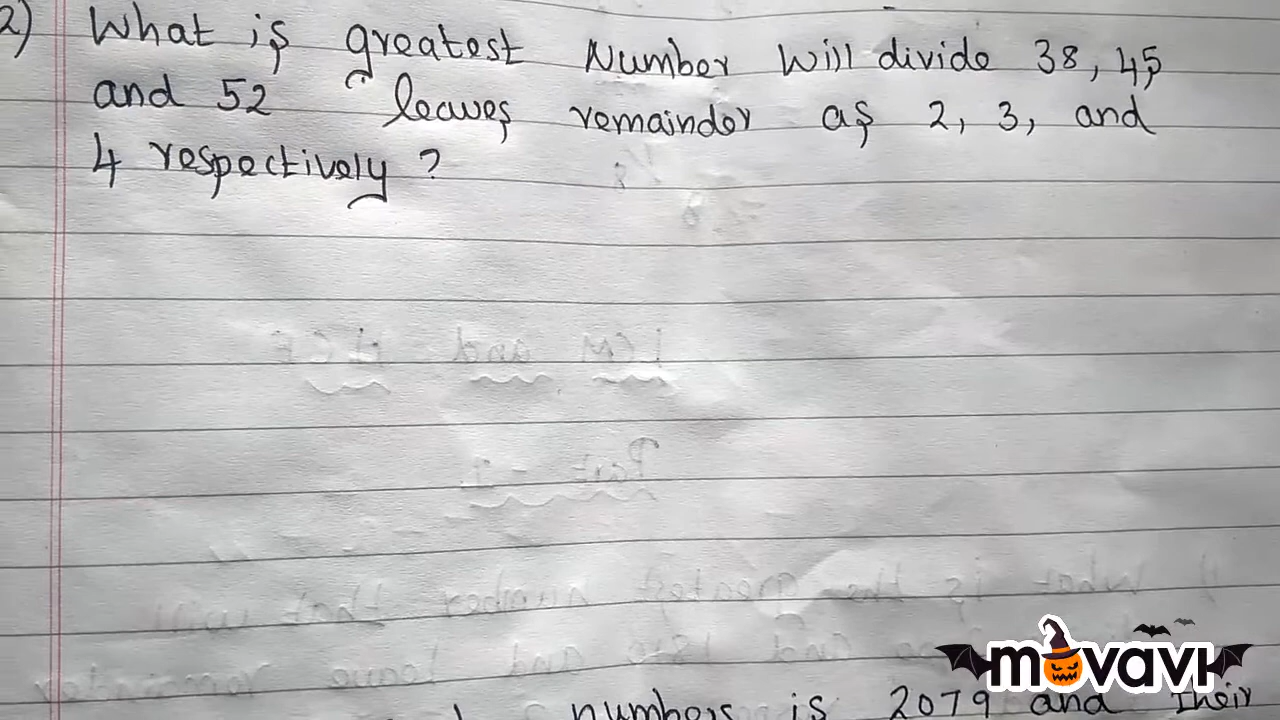 2) What is greatest Number Will divide 38, 45
and 52 leaves remainder as 2, 3, and
4 respectively?
numbers is 2079 and Their
movavi